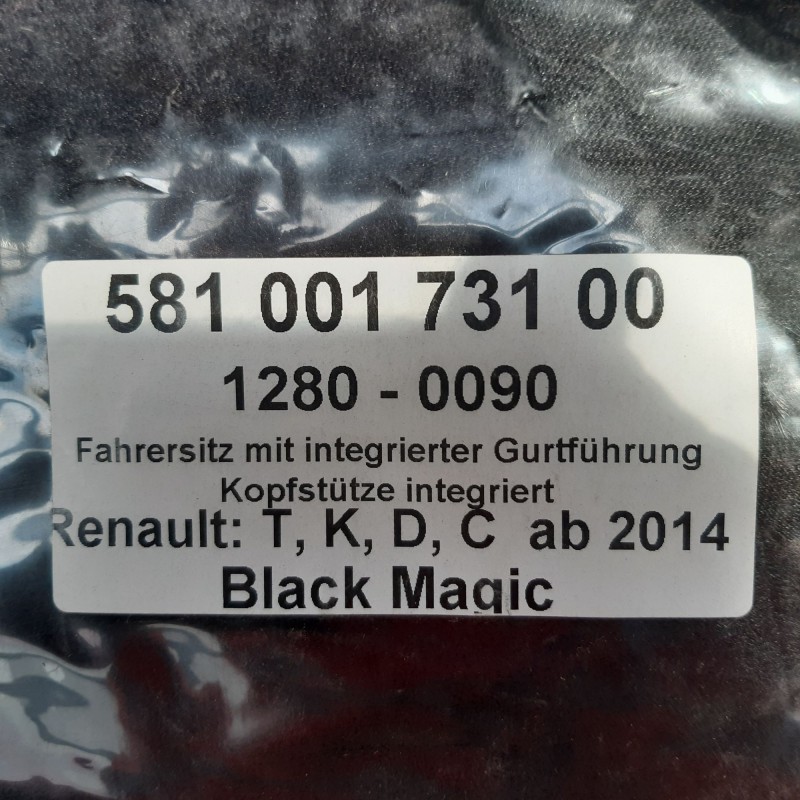 581 001 731 00
1280 - 0090
Fahrersitz mit integrierter Gurtführung
Kopfstütze integriert
Renault: T, K, D, C ab 2014
Black Magic